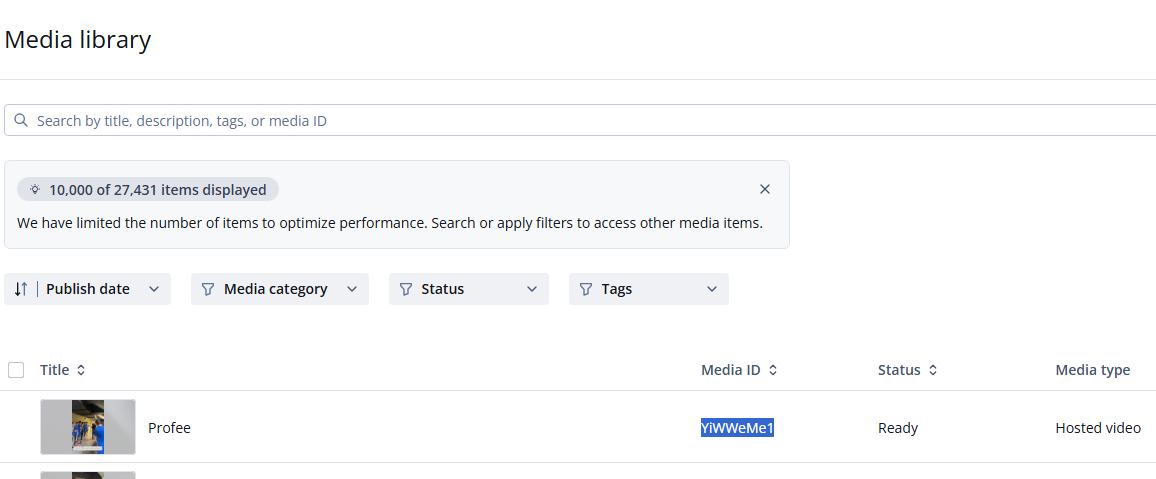 Media library
Search by title, description, tags, or media ID
10,000 of 27,431 items displayed
We have limited the number of items to optimize performance. Search or apply filters to access other media items.
Publish date Media category Status Tags
Title Media ID Status Media type
Profee YiWWeMe1 Ready Hosted video